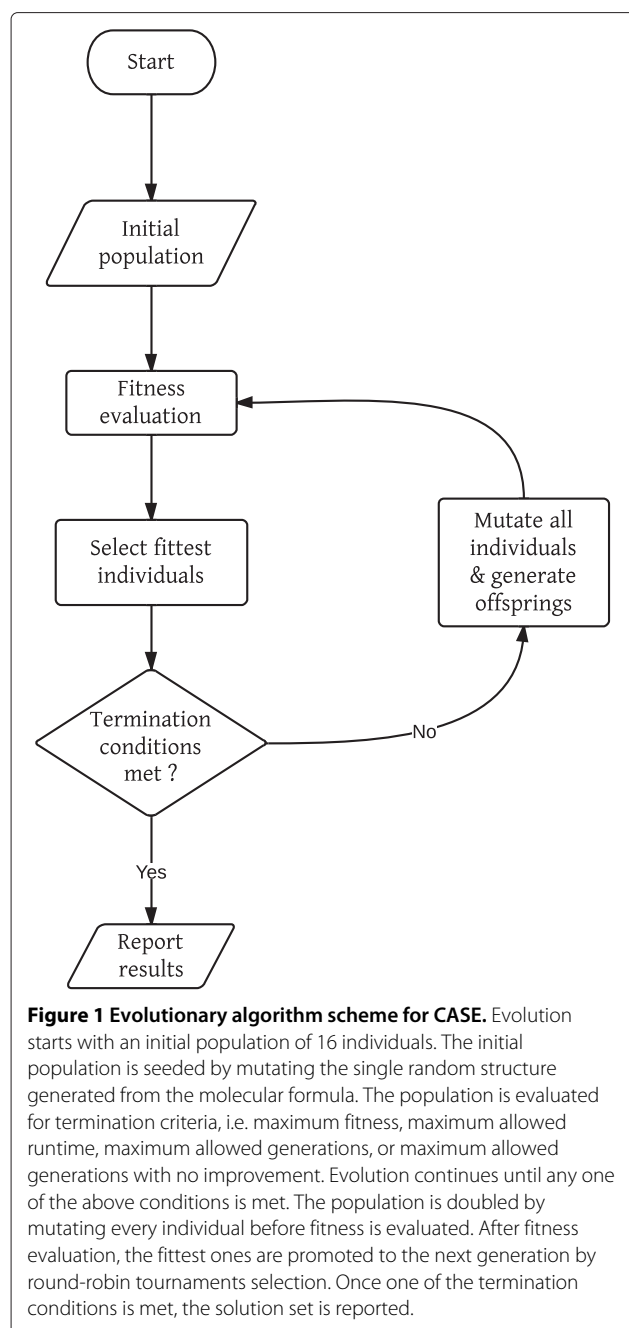 Start
Initial
population
Fitness
evaluation
Select fittest
individuals
Mutate all
individuals
& generate
offsprings
Termination
conditions
met ?
No
Yes
Report
results
Figure 1 Evolutionary algorithm scheme for CASE. Evolution
starts with an initial population of 16 individuals. The initial
population is seeded by mutating the single random structure
generated from the molecular formula. The population is evaluated
for termination criteria, i.e. maximum fitness, maximum allowed
runtime, maximum allowed generations, or maximum allowed
generations with no improvement. Evolution continues until any one
of the above conditions is met. The population is doubled by
mutating every individual before fitness is evaluated. After fitness
evaluation, the fittest ones are promoted to the next generation by
round-robin tournaments selection. Once one of the termination
conditions is met, the solution set is reported.